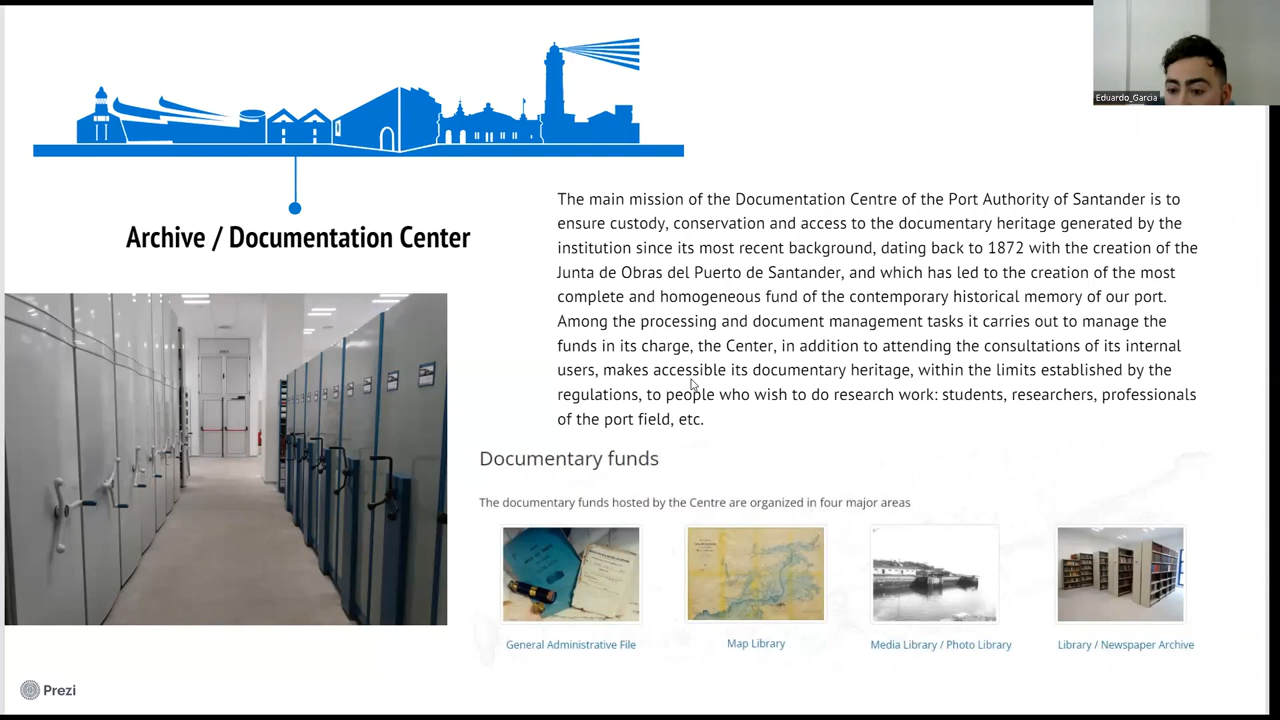 Eduardo_Garcia
Archive / Documentation Center
The main mission of the Documentation Centre of the Port Authority of Santander is to
ensure custody, conservation and access to the documentary heritage generated by the
institution since its most recent background, dating back to 1872 with the creation of the
Junta de Obras del Puerto de Santander, and which has led to the creation of the most
complete and homogeneous fund of the contemporary historical memory of our port.
Among the processing and document management tasks it carries out to manage the
funds in its charge, the Center, in addition to attending the consultations of its internal
users, makes accessible its documentary heritage, within the limits established by the
regulations, to people who wish to do research work: students, researchers, professionals
of the port field, etc.
Documentary funds
The documentary funds hosted by the Centre are organized in four major areas
General Administrative File
Map Library
Media Library / Photo Library
Library / Newspaper Archive
Prezi